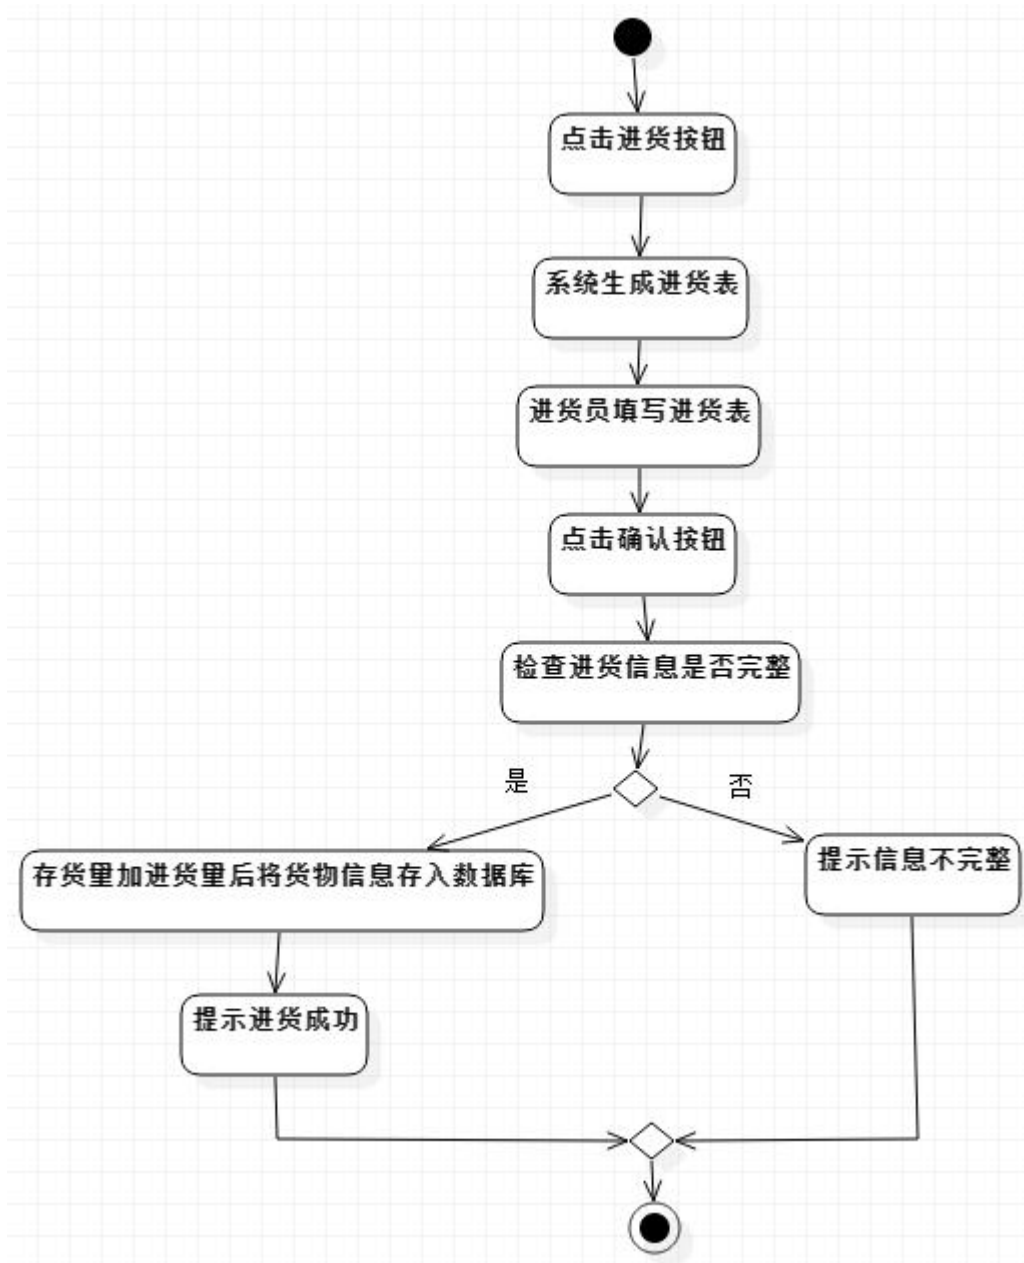 点击进货按钮
系统生成进货表
进货员填写进货表
点击确认按钮
检查进货信息是否完整
是
否
存货量加进货量后将货物信息存入数据库
提示信息不完整
提示进货成功